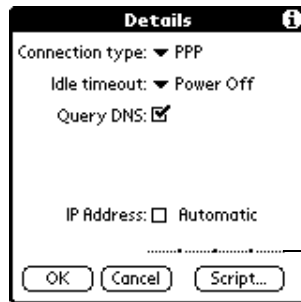 Details
Connection type: PPP
Idle timeout: Power Off
Query DNS:
IP Address: Automatic
OK Cancel Script...